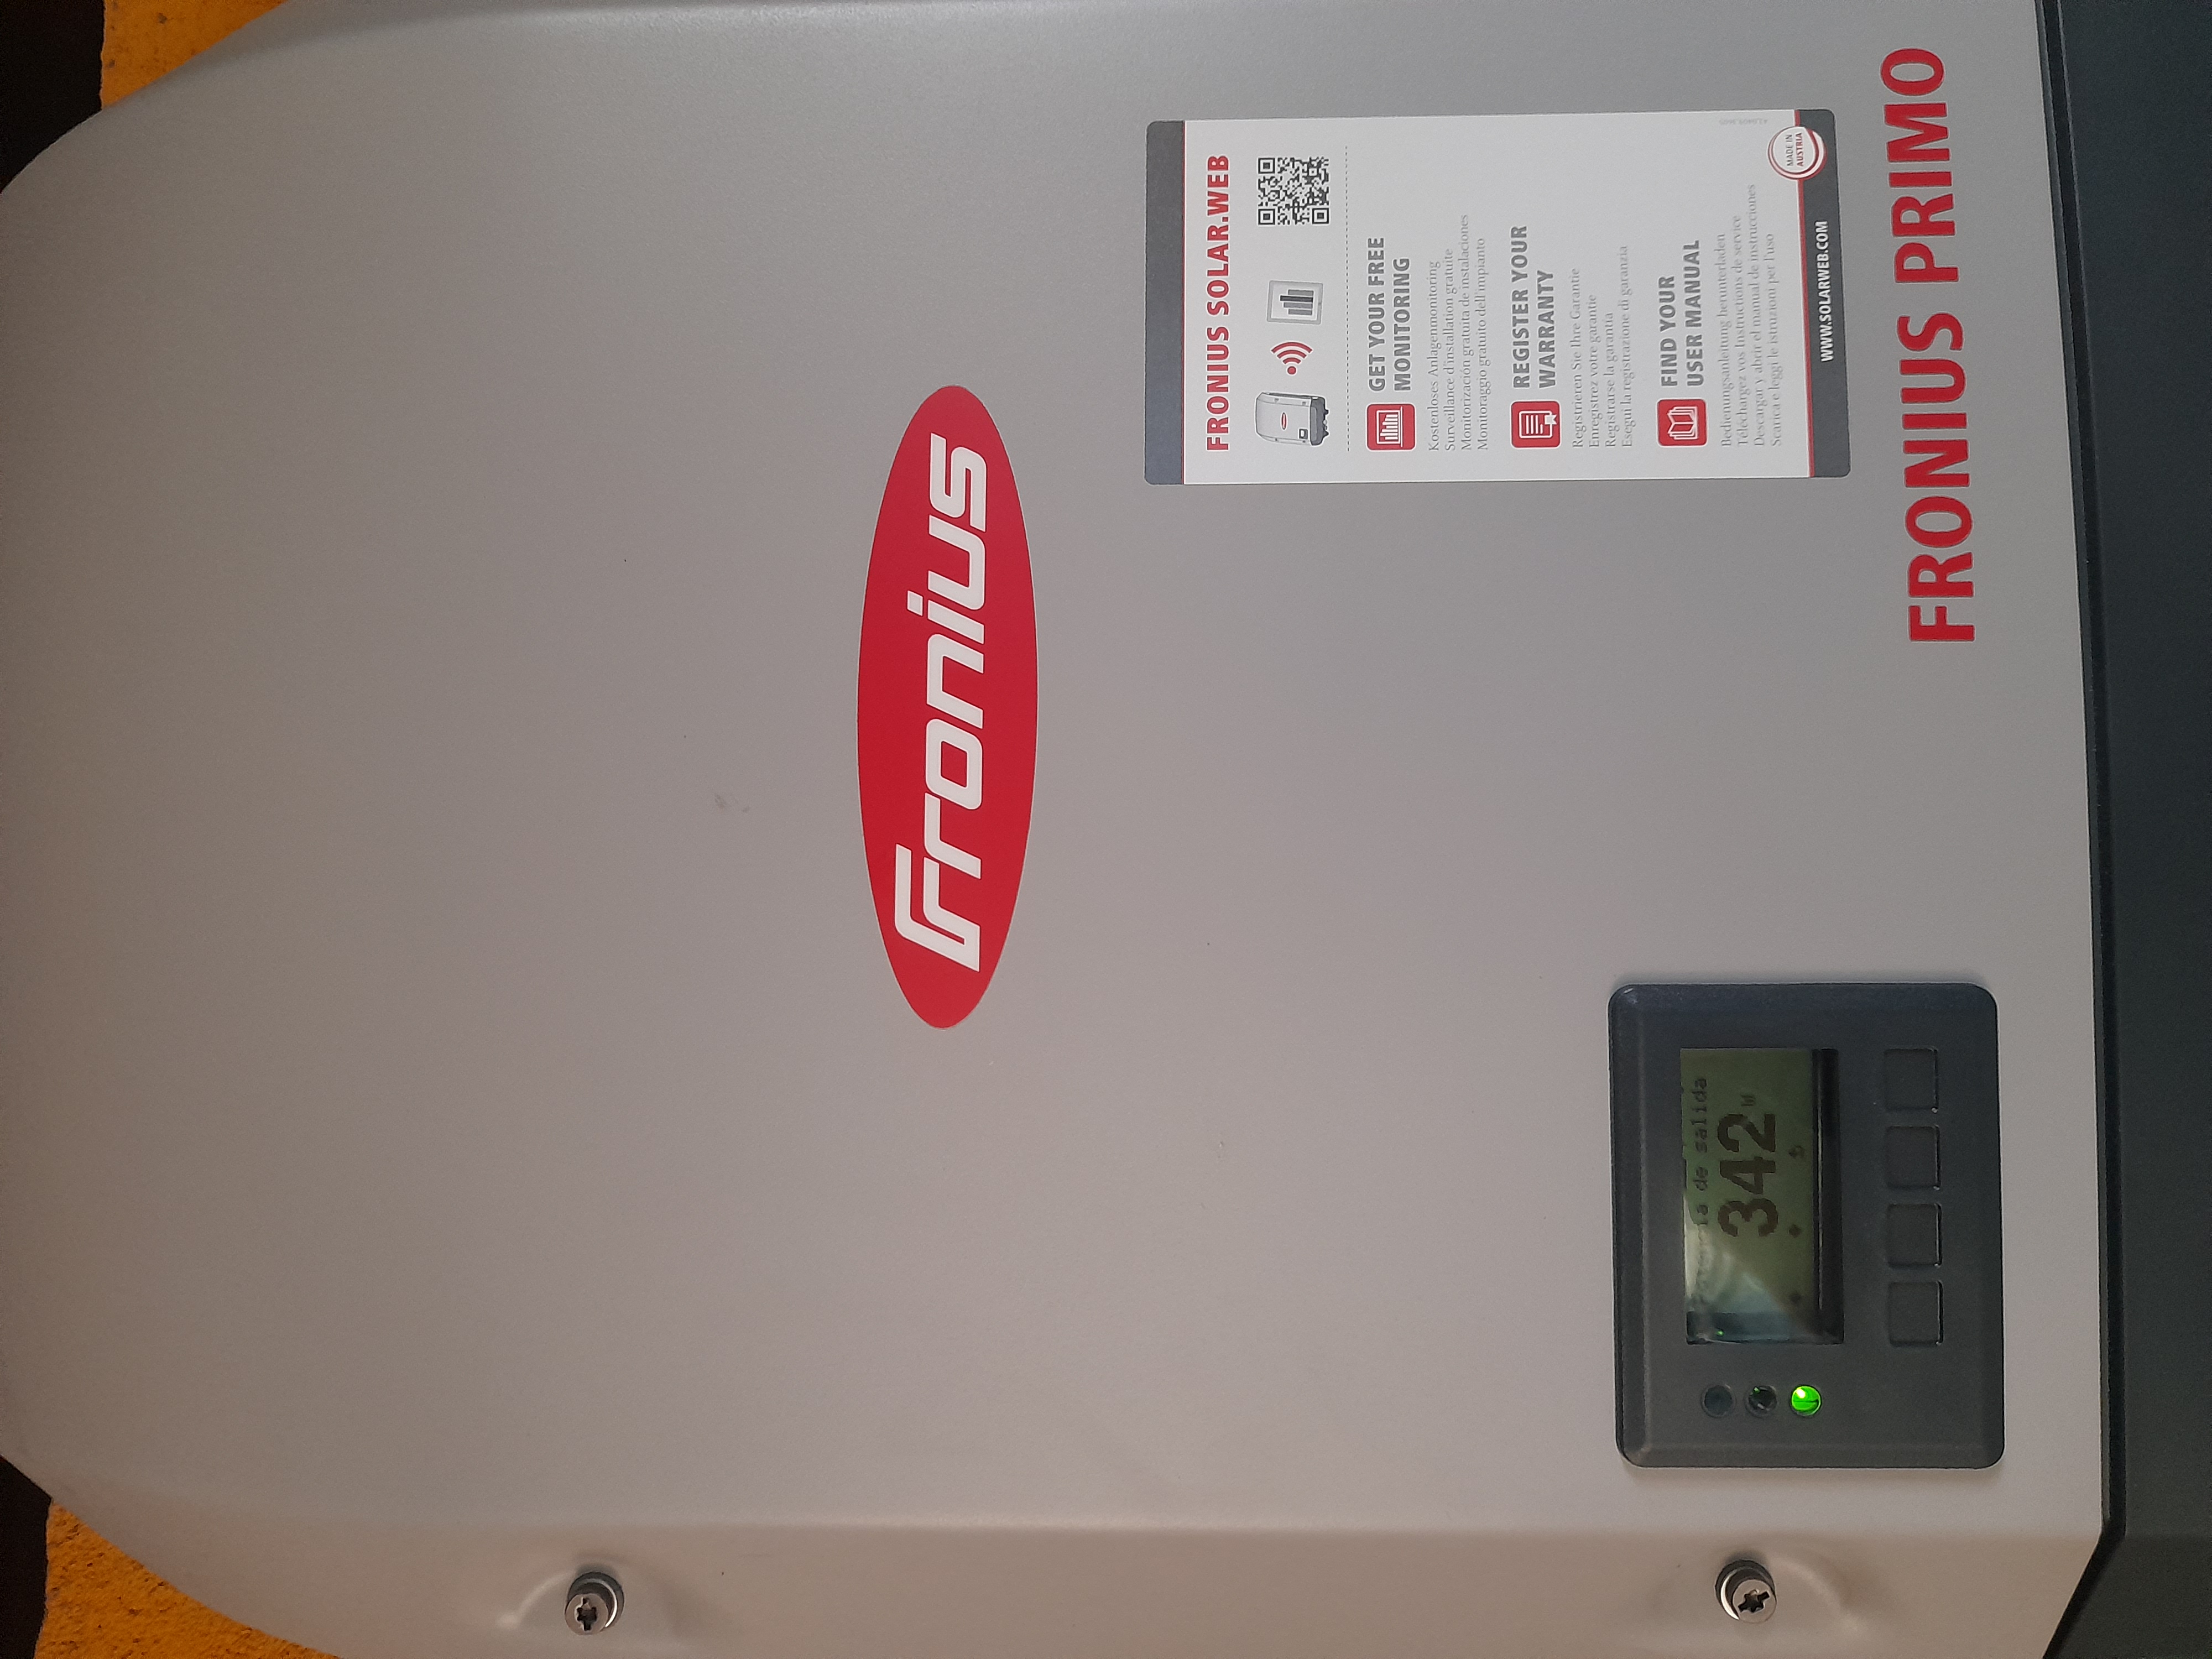 Fronius
FRONIUS SOLAR.WEB
GET YOUR FREE
MONITORING
Kostenloses Anlagenmonitoring
Surveillance d'installation gratuite
Monitorización gratuita de instalaciones
Monitoraggio gratuito dell'impianto
REGISTER YOUR
WARRANTY
Registrieren Sie Ihre Garantie
Enregistrez votre garantie
Registrarse la garantía
Esegui la registrazione di garanzia
FIND YOUR
USER MANUAL
Bedienungsanleitung herunterladen
Téléchargez vos Instructions de service
Descargar y abrir el manual de instrucciones
Scarica e leggi le istruzioni per l'uso
MADE IN
AUSTRIA
WWW.SOLARWEB.COM
Potencia de salida
342 W
FRONIUS PRIMO